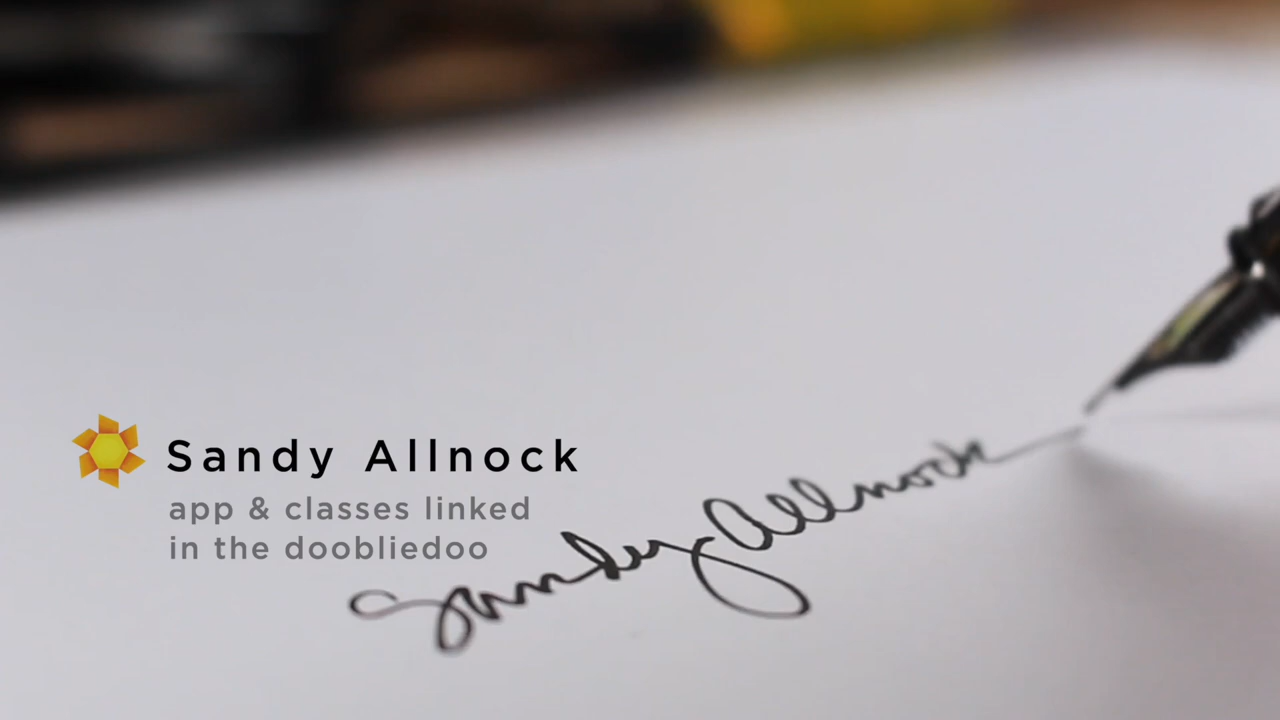 Sandy Allnock
app & classes linked
in the doobliedoo
Sandy Allnock